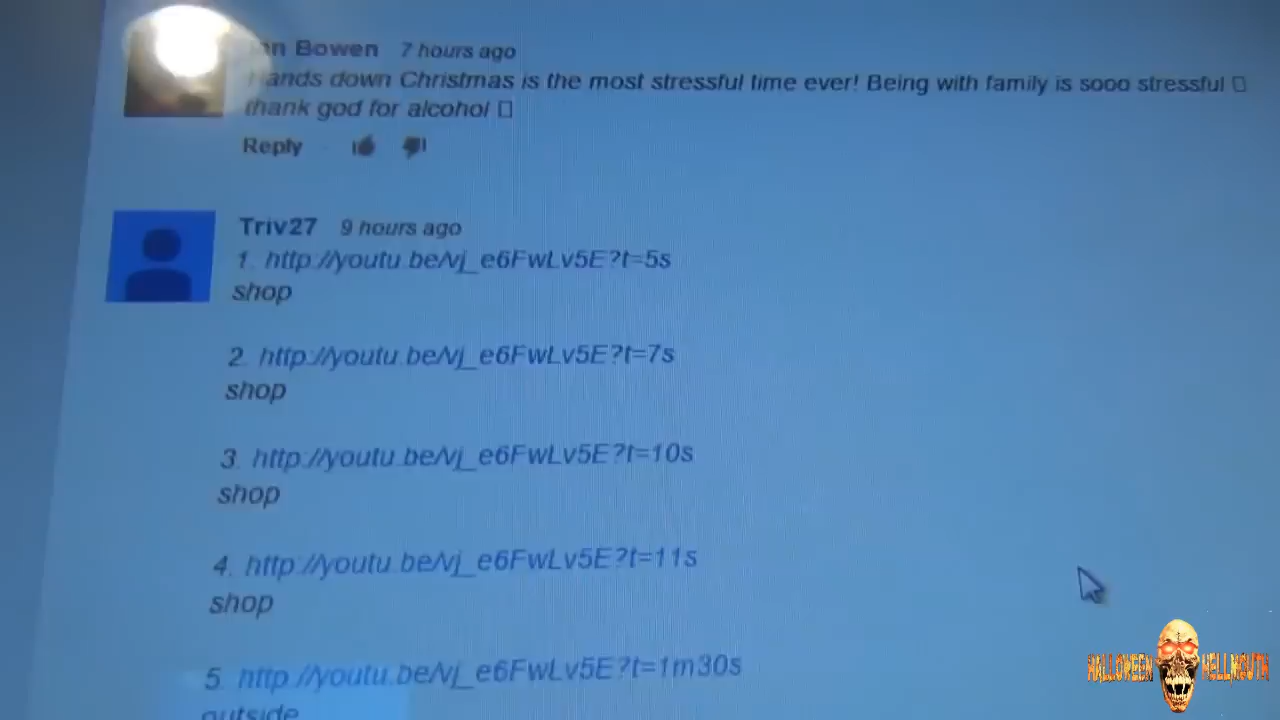 Bowen 7 hours ago
Hands down Christmas is the most stressful time ever! Being with family is sooo stressful
thank god for alcohol
Reply
Triv27 9 hours ago
1. http://youtu.be/vj_e6FwLv5E?t=5s
shop
2. http://youtu.be/vj_e6FwLv5E?t=7s
shop
3. http://youtu.be/vj_e6FwLv5E?t=10s
shop
4. http://youtu.be/vj_e6FwLv5E?t=11s
shop
5. http://youtu.be/vj_e6FwLv5E?t=1m30s
outside
HALLOWEEN HELLMOUTH